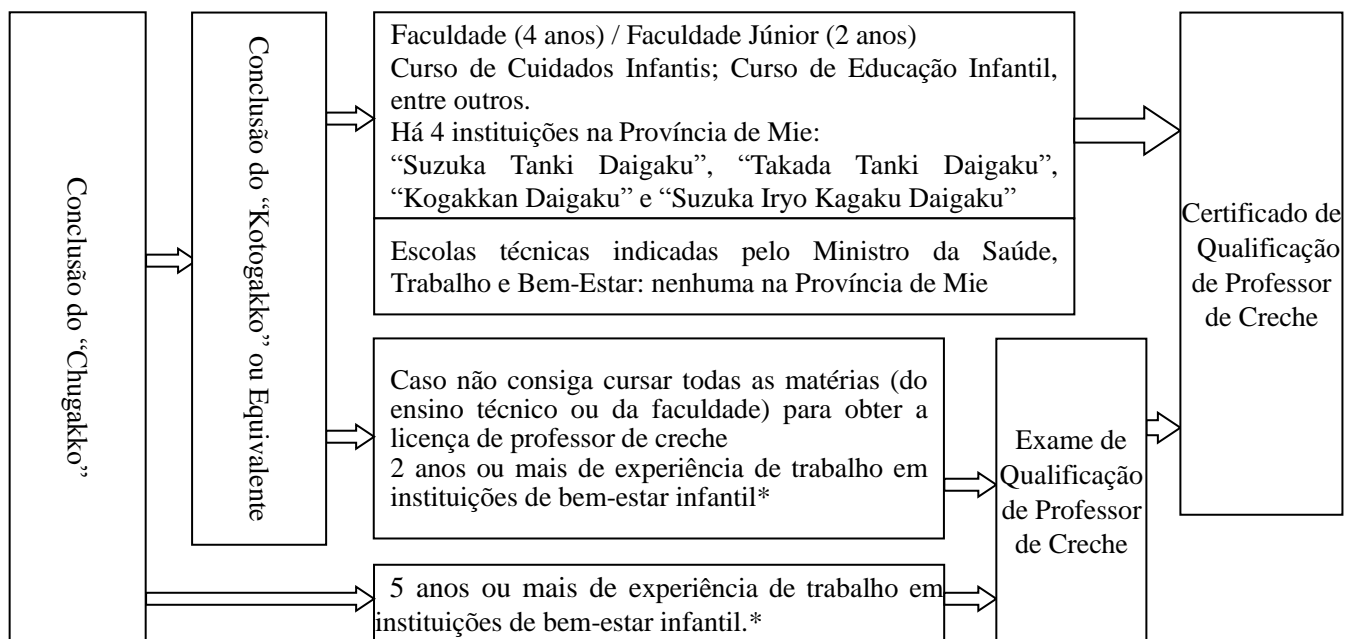 Conclusão do “Chugakko”
Conclusão do “Kotogakko” ou Equivalente
Faculdade (4 anos) / Faculdade Júnior (2 anos)
Curso de Cuidados Infantis; Curso de Educação Infantil,
entre outros.
Há 4 instituições na Província de Mie:
“Suzuka Tanki Daigaku”, “Takada Tanki Daigaku”,
“Kogakkan Daigaku” e “Suzuka Iryo Kagaku Daigaku”
Escolas técnicas indicadas pelo Ministro da Saúde,
Trabalho e Bem-Estar: nenhuma na Província de Mie
Caso não consiga cursar todas as matérias (do
ensino técnico ou da faculdade) para obter a
licença de professor de creche
2 anos ou mais de experiência de trabalho em
instituições de bem-estar infantil*
5 anos ou mais de experiência de trabalho em
instituições de bem-estar infantil.*
Exame de
Qualificação
de Professor
de Creche
Certificado de
Qualificação
de Professor
de Creche